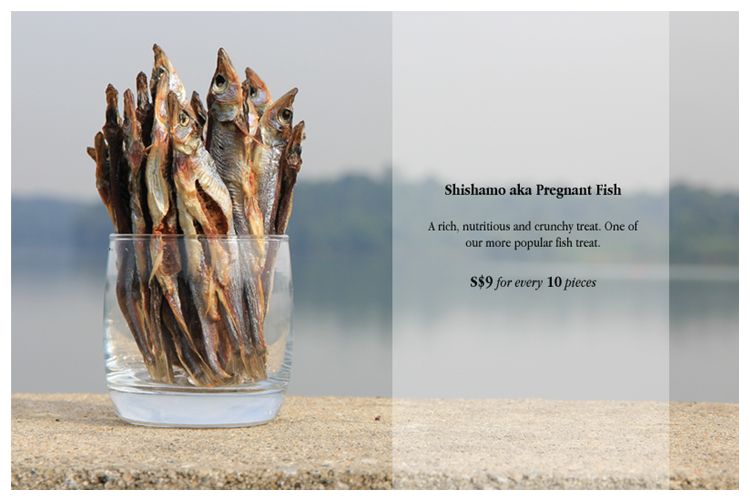 Shishamo aka Pregnant Fish
A rich, nutritious and crunchy treat. One of
our more popular fish treat.
S$9 for every 10 pieces